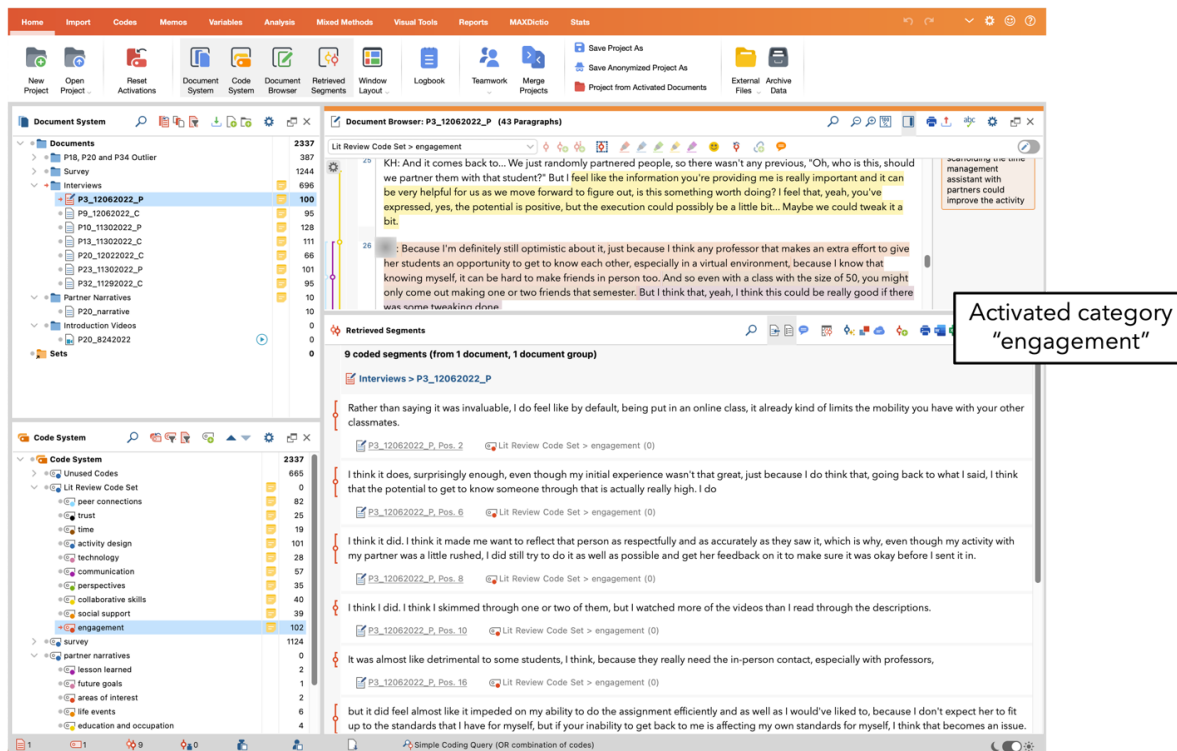 Home Import Codes Memos Variables Analysis Mixed Methods Visual Tools Reports MAXDictio Stats
New Project
Open Project
Reset Activations
Document System
Code System
Document Browser
Retrieved Segments
Window Layout
Logbook
Teamwork
Merge Projects
Save Project As
Save Anonymized Project As
Project from Activated Documents
External Files
Archive Data
Document System
Documents 2337
P18, P20 and P34 Outlier 387
Survey 1244
Interviews 696
P3_12062022_P 100
P9_12062022_C 95
P10_11302022_P 128
P13_11302022_C 111
P20_12022022_C 66
P23_11302022_P 101
P32_11292022_C 95
Partner Narratives 10
P20_narrative 10
Introduction Videos 0
P20_8242022 0
Sets 0
Code System
Code System 2337
Unused Codes 665
Lit Review Code Set 0
peer connections 82
trust 25
time 19
activity design 101
technology 28
communication 57
perspectives 35
collaborative skills 40
social support 39
engagement 102
survey 1124
partner narratives 0
lesson learned 2
future goals 1
areas of interest 2
life events 6
education and occupation 4
Document Browser: P3_12062022_P (43 Paragraphs)
Lit Review Code Set > engagement
25 KH: And it comes back to... We just randomly partnered people, so there wasn't any previous, "Oh, who is this, should
we partner them with that student?" But I feel like the information you're providing me is really important and it can
be very helpful for us as we move forward to figure out, is this something worth doing? I feel that, yeah, you've
expressed, yes, the potential is positive, but the execution could possibly be a little bit... Maybe we could tweak it a
bit.
26 : Because I'm definitely still optimistic about it, just because I think any professor that makes an extra effort to give
her students an opportunity to get to know each other, especially in a virtual environment, because I know that
knowing myself, it can be hard to make friends in person too. And so even with a class with the size of 50, you might
only come out making one or two friends that semester. But I think that, yeah, I think this could be really good if there
was some tweaking done.
scaffolding the time
management
assistant with
partners could
improve the activity
Retrieved Segments
9 coded segments (from 1 document, 1 document group)
Interviews > P3_12062022_P
Rather than saying it was invaluable, I do feel like by default, being put in an online class, it already kind of limits the mobility you have with your other
classmates.
P3_12062022_P, Pos. 2 Lit Review Code Set > engagement (0)
I think it does, surprisingly enough, even though my initial experience wasn't that great, just because I do think that, going back to what I said, I think
that the potential to get to know someone through that is actually really high. I do
P3_12062022_P, Pos. 6 Lit Review Code Set > engagement (0)
I think it did. I think it made me want to reflect that person as respectfully and as accurately as they saw it, which is why, even though my activity with
my partner was a little rushed, I did still try to do it as well as possible and get her feedback on it to make sure it was okay before I sent it in.
P3_12062022_P, Pos. 8 Lit Review Code Set > engagement (0)
I think I did. I think I skimmed through one or two of them, but I watched more of the videos than I read through the descriptions.
P3_12062022_P, Pos. 10 Lit Review Code Set > engagement (0)
It was almost like detrimental to some students, I think, because they really need the in-person contact, especially with professors,
P3_12062022_P, Pos. 16 Lit Review Code Set > engagement (0)
but it did feel almost like it impeded on my ability to do the assignment efficiently and as well as I would've liked to, because I don't expect her to fit
up to the standards that I have for myself, but if your inability to get back to me is affecting my own standards for myself, I think that becomes an issue.
Activated category
"engagement"
1 1 9 0 Simple Coding Query (OR combination of codes)